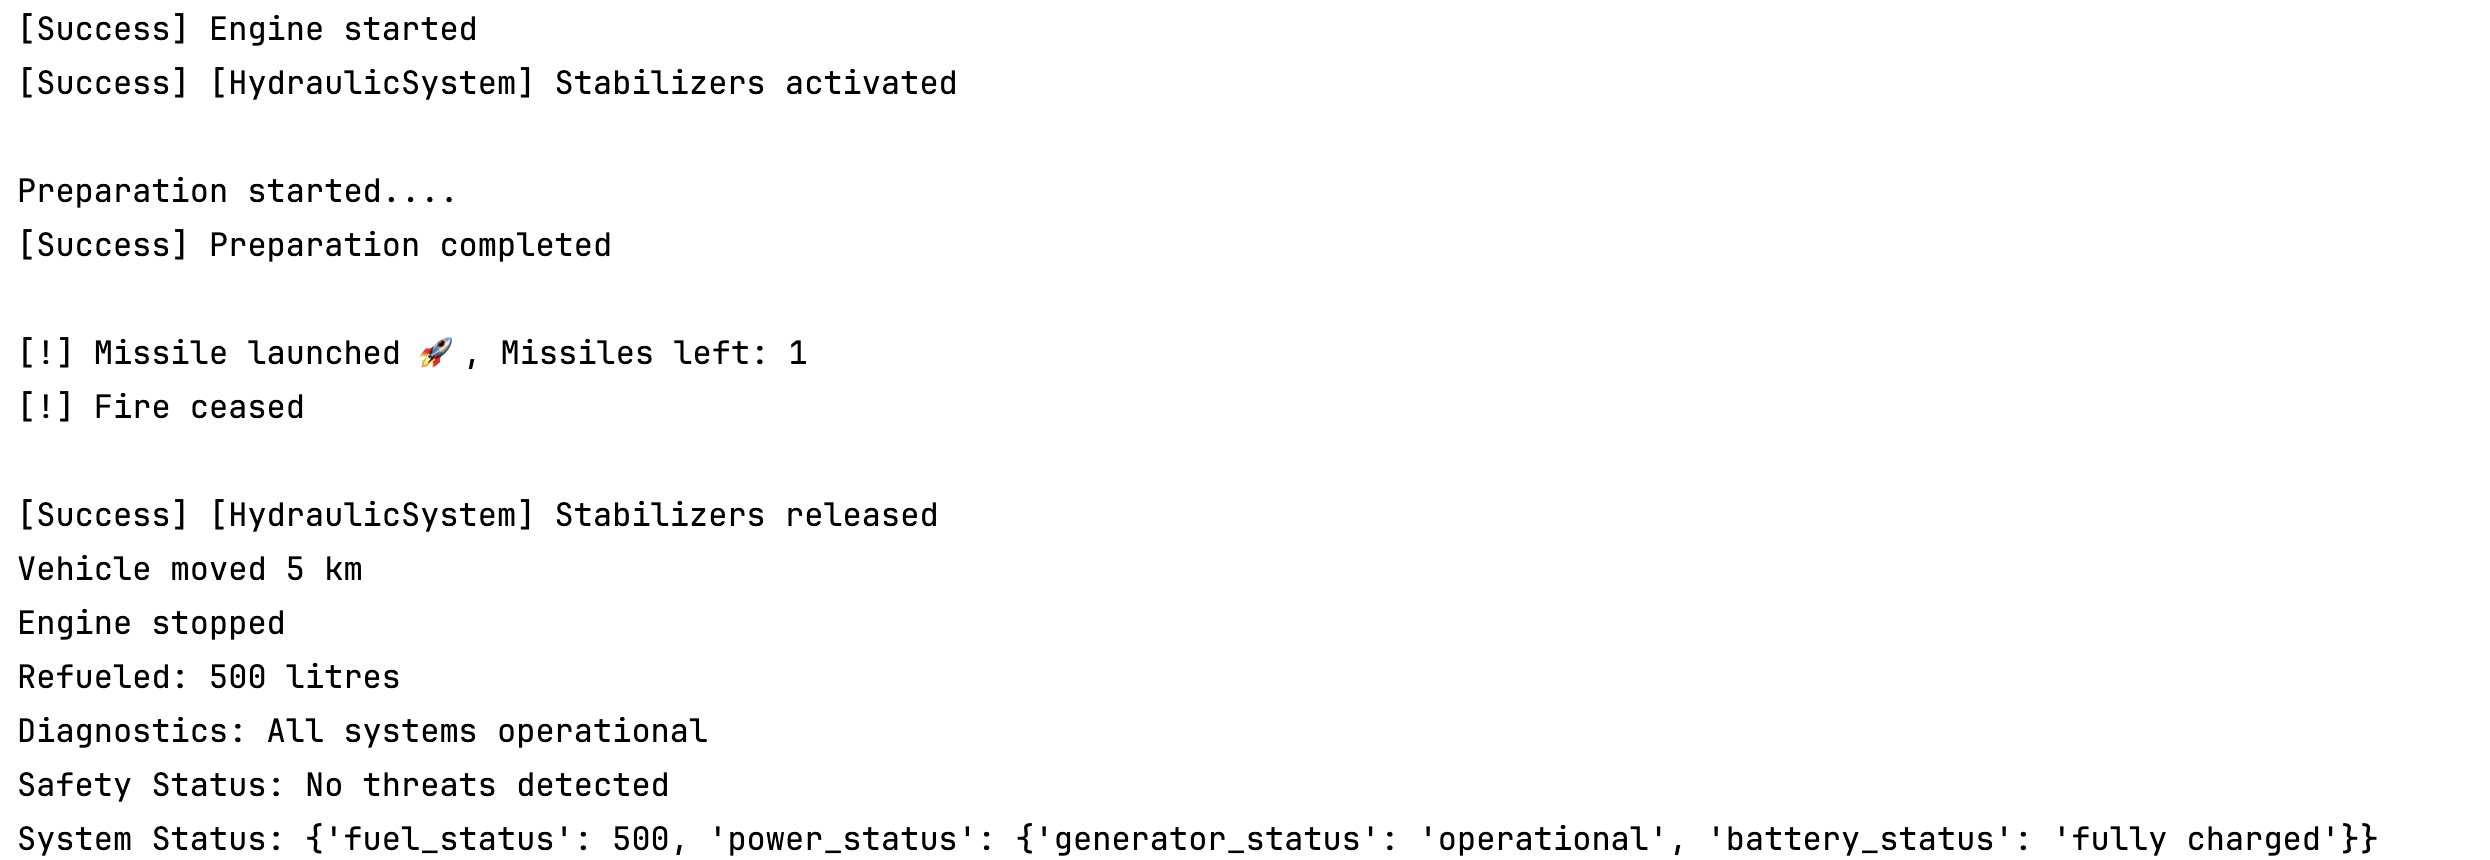 [Success] Engine started
[Success] [HydraulicSystem] Stabilizers activated
Preparation started....
[Success] Preparation completed
[!] Missile launched 🚀, Missiles left: 1
[!] Fire ceased
[Success] [HydraulicSystem] Stabilizers released
Vehicle moved 5 km
Engine stopped
Refueled: 500 litres
Diagnostics: All systems operational
Safety Status: No threats detected
System Status: {'fuel_status': 500, 'power_status': {'generator_status': 'operational', 'battery_status': 'fully charged'}}